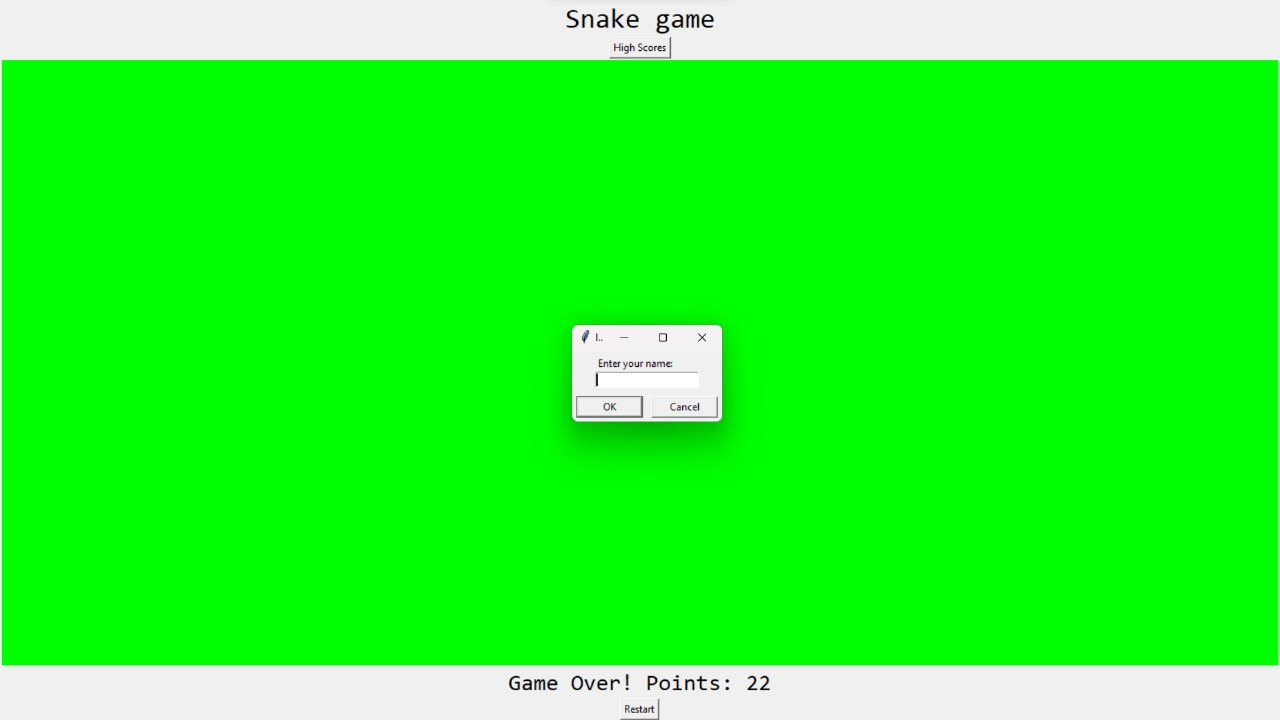 Snake game
High Scores
I..
Enter your name:
OK Cancel
Game Over! Points: 22
Restart